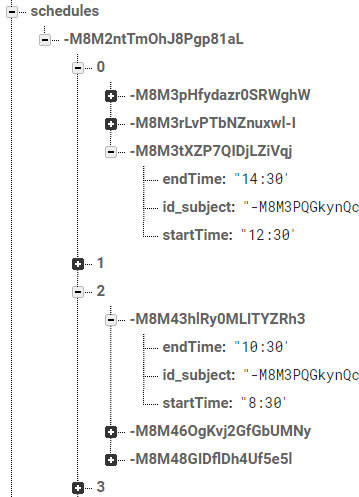 schedules
-M8M2ntTmOhJ8Pgp81aL
0
-M8M3pHfydazr0SRWghW
-M8M3rLvPTbNZnuxwl-I
-M8M3tXZP7QIDjLZiVqj
endTime: "14:30"
id_subject: "-M8M3PQGkynQc
startTime: "12:30"
1
2
-M8M43hlRy0MLITYZRh3
endTime: "10:30"
id_subject: "-M8M3PQGkynQc
startTime: "8:30"
-M8M46OgKvj2GfGbUMNy
-M8M48GIDflDh4Uf5e5l
3